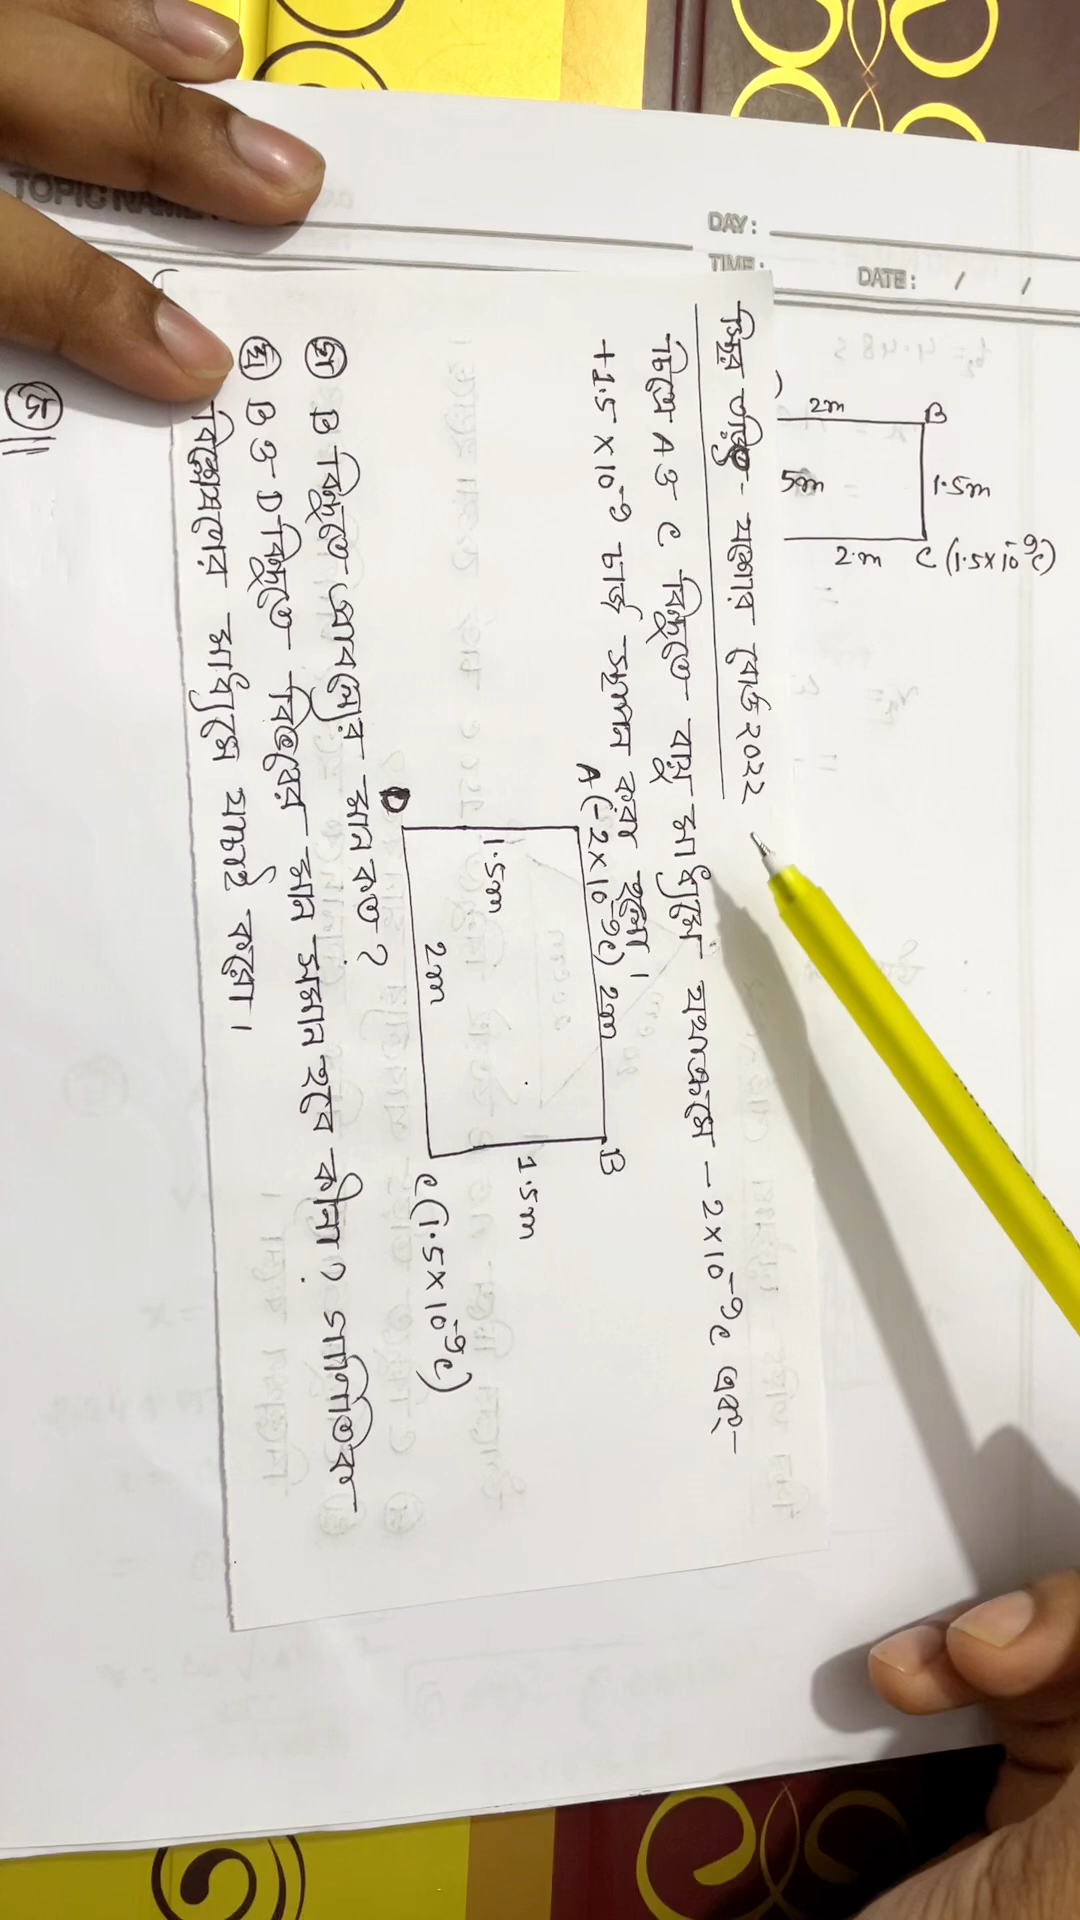 TOPIC NAME
DAY:
TIME:
DATE: / /
2m
B
5m
1.5m
2.m
C (1.5×10⁻⁹C)
স্থির তড়িৎ- যশোর বোর্ড ২০২২
চিত্রে A ও C বিন্দুতে বায়ু মাধ্যমে যথাক্রমে -2×10⁻⁹C এবং
+1.5×10⁻⁹ চার্জ স্থাপন করা হলো।
A (-2×10⁻⁹C) 2m B
1.5m
1.5m
D
2m
C (1.5×10⁻⁹C)
গ) B বিন্দুতে প্রাবল্যের মান কত?
ঘ) B ও D বিন্দুতে বিভবের মান সমান হবে কীনা? গাণিতিক
বিশ্লেষণের মাধ্যমে যাচাই করো।